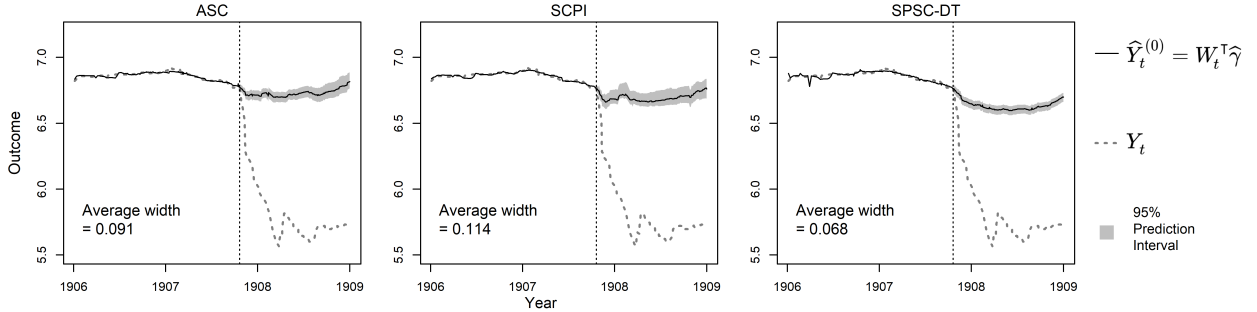 ASC
SCPI
SPSC-DT
Outcome
7.0
6.5
6.0
5.5
Average width
= 0.091
1906
1907
1908
1909
7.0
6.5
6.0
5.5
Average width
= 0.114
1906
1907
1908
1909
7.0
6.5
6.0
5.5
Average width
= 0.068
1906
1907
1908
1909
Year
Ŷ_t^(0) = W_t^⊤ γ̂
Y_t
95%
Prediction
Interval